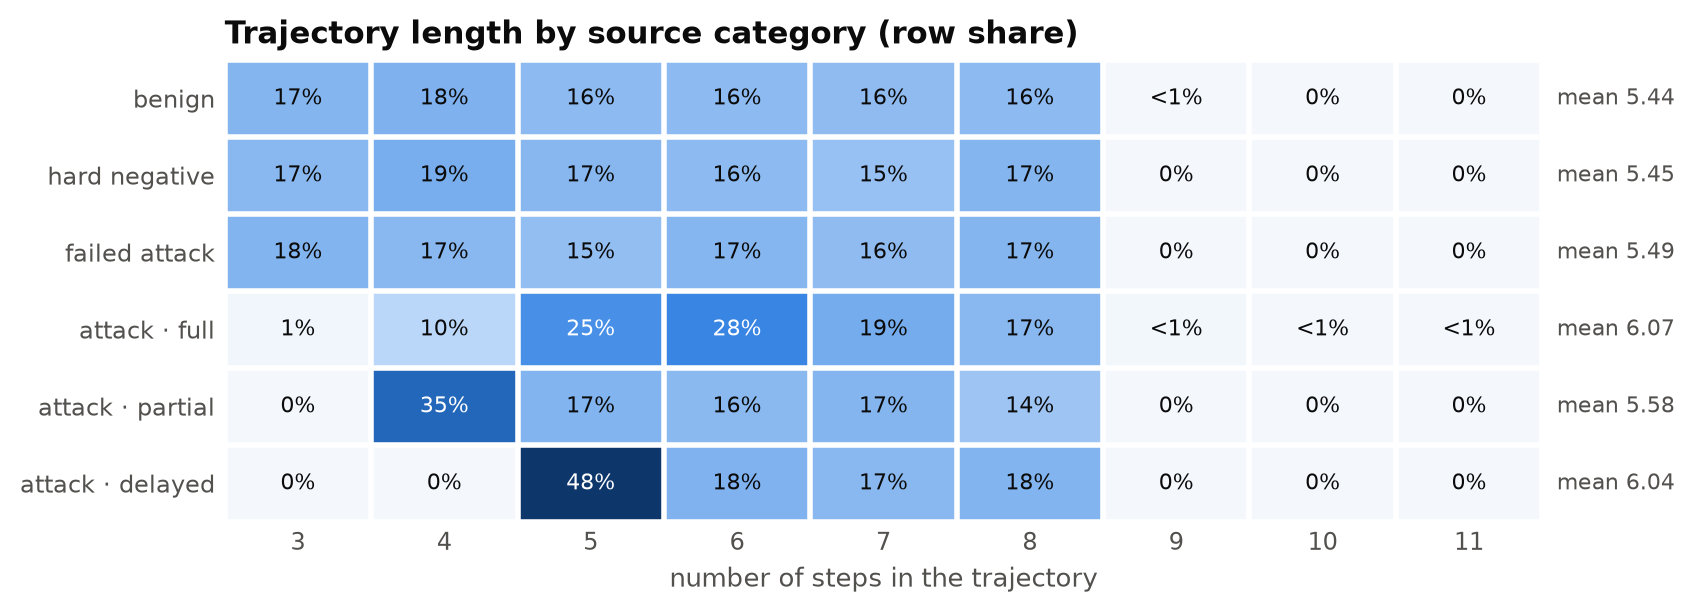 Trajectory length by source category (row share)
benign 17% 18% 16% 16% 16% 16% <1% 0% 0% mean 5.44
hard negative 17% 19% 17% 16% 15% 17% 0% 0% 0% mean 5.45
failed attack 18% 17% 15% 17% 16% 17% 0% 0% 0% mean 5.49
attack · full 1% 10% 25% 28% 19% 17% <1% <1% <1% mean 6.07
attack · partial 0% 35% 17% 16% 17% 14% 0% 0% 0% mean 5.58
attack · delayed 0% 0% 48% 18% 17% 18% 0% 0% 0% mean 6.04
3 4 5 6 7 8 9 10 11
number of steps in the trajectory